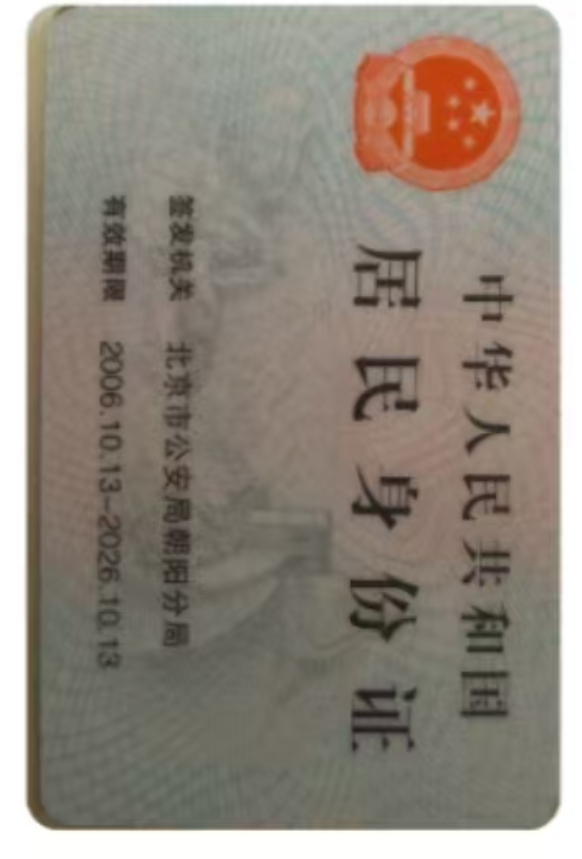 中华人民共和国
居民身份证
签发机关 北京市公安局朝阳分局
有效期限 2006.10.13-2026.10.13